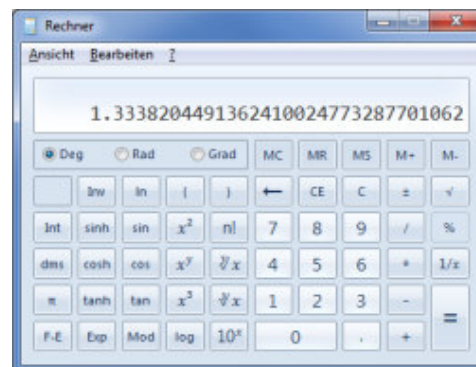 Rechner
Ansicht Bearbeiten ?
1.3338204491362410024773287701062
Deg Rad Grad MC MR MS M+ M-
Inv ln ( ) ← CE C ± √
Int sinh sin x² n! 7 8 9 / %
dms cosh cos xʸ ʸ√x 4 5 6 * 1/x
π tanh tan x³ ³√x 1 2 3 - =
F-E Exp Mod log 10ˣ 0 , +